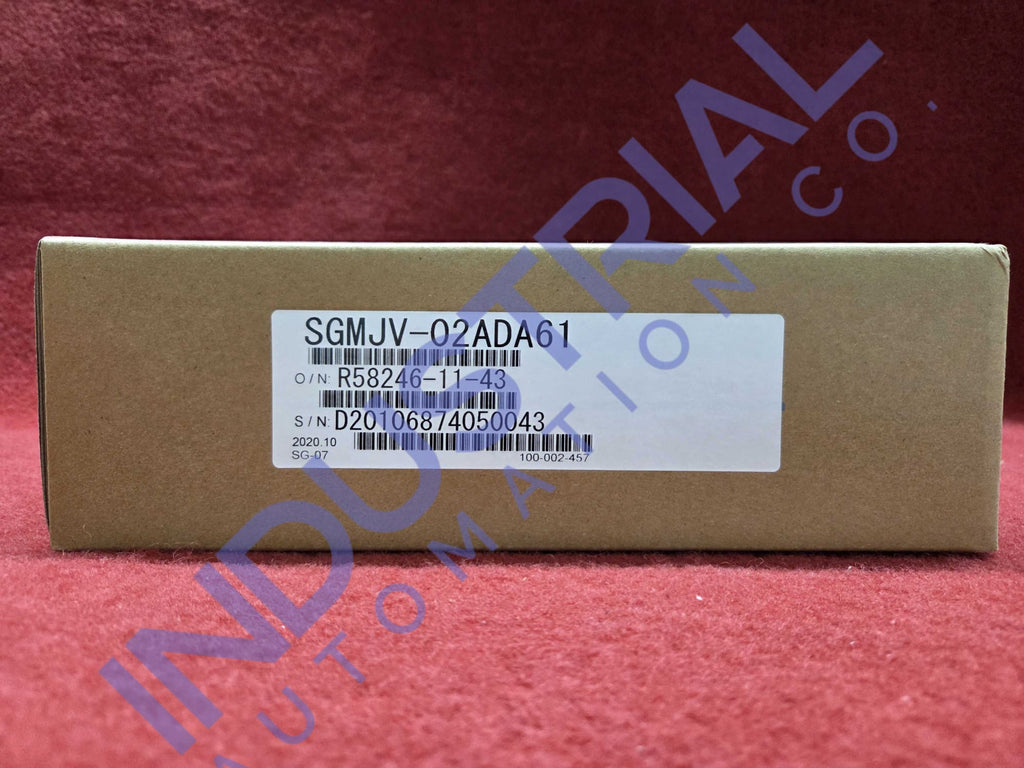 SGMJV-02ADA61
O/N: R58246-11-43
S/N: D20106874050043
2020.10
SG-07 100-002-457
INDUSTRIAL
AUTOMATION CO.